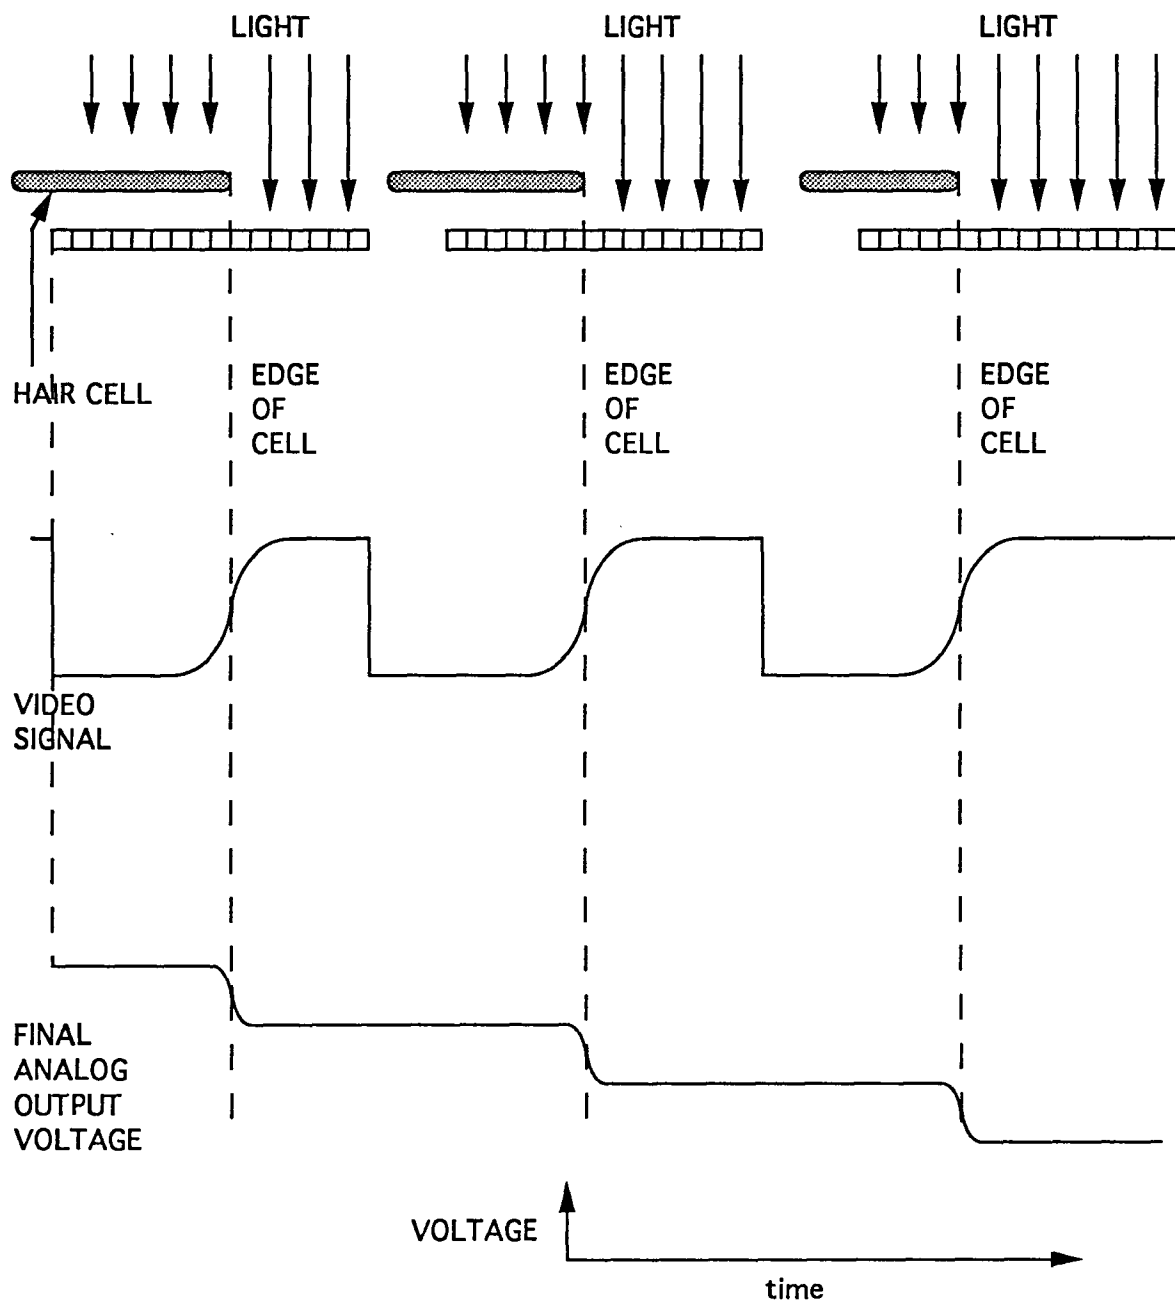 LIGHT
LIGHT
LIGHT
HAIR CELL
EDGE
OF
CELL
EDGE
OF
CELL
EDGE
OF
CELL
VIDEO
SIGNAL
FINAL
ANALOG
OUTPUT
VOLTAGE
VOLTAGE
time